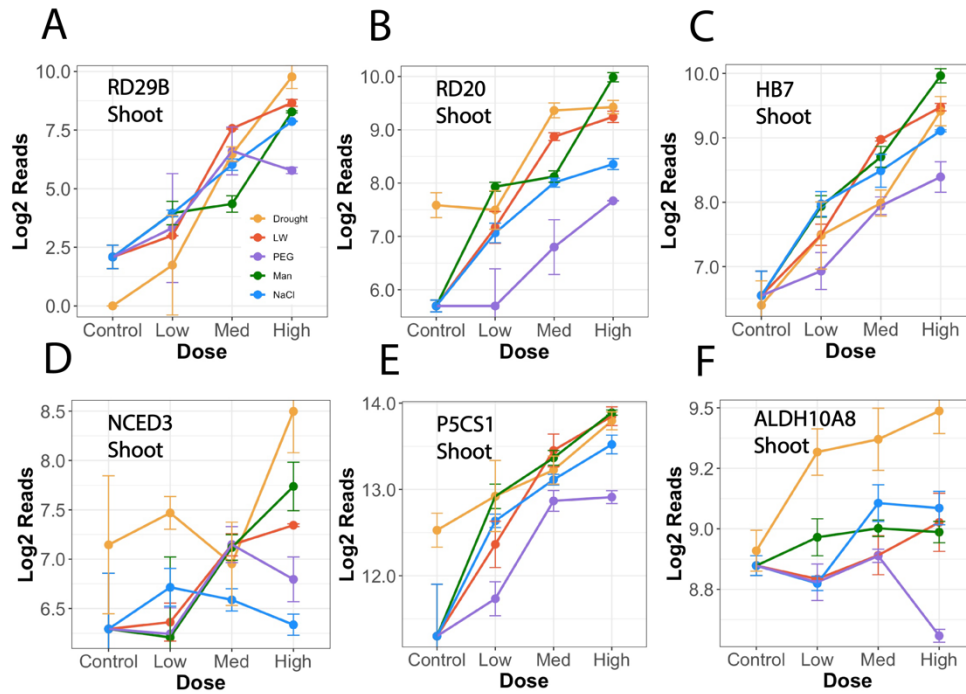 A
RD29B
Shoot
Log2 Reads
10.0
7.5
5.0
2.5
0.0
Drought
LW
PEG
Man
NaCl
Control Low Med High
Dose
B
RD20
Shoot
Log2 Reads
10.0
9.0
8.0
7.0
6.0
Control Low Med High
Dose
C
HB7
Shoot
Log2 Reads
10.0
9.0
8.0
7.0
Control Low Med High
Dose
D
NCED3
Shoot
Log2 Reads
8.5
8.0
7.5
7.0
6.5
Control Low Med High
Dose
E
P5CS1
Shoot
Log2 Reads
14.0
13.0
12.0
Control Low Med High
Dose
F
ALDH10A8
Shoot
Log2 Reads
9.5
9.2
9.0
8.8
Control Low Med High
Dose